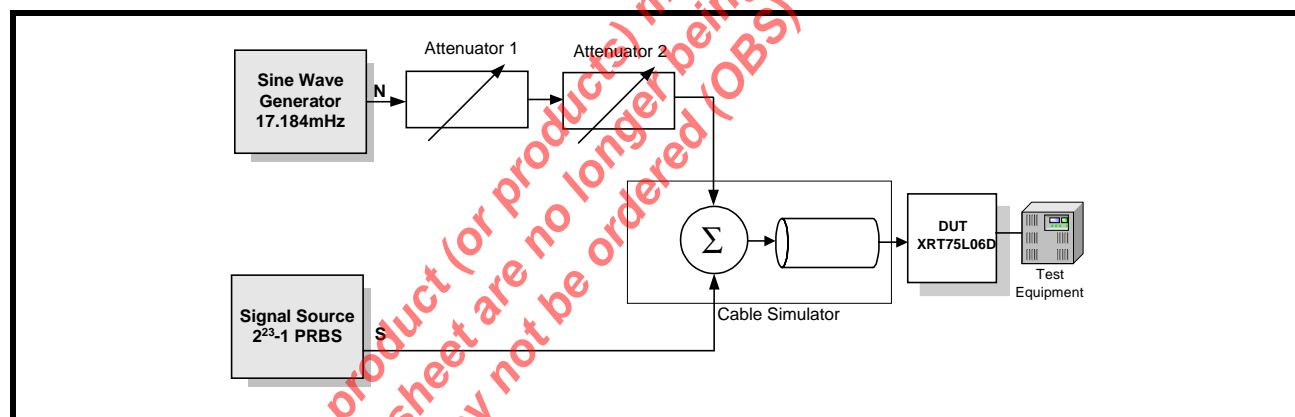 Attenuator 1
Attenuator 2
Sine Wave
Generator
17.184mHz
N
Σ
DUT
XRT75L06D
Test
Equipment
Cable Simulator
Signal Source
2²³-1 PRBS
S
product (or products) m
sheet are no longer being
y not be ordered (OBS)